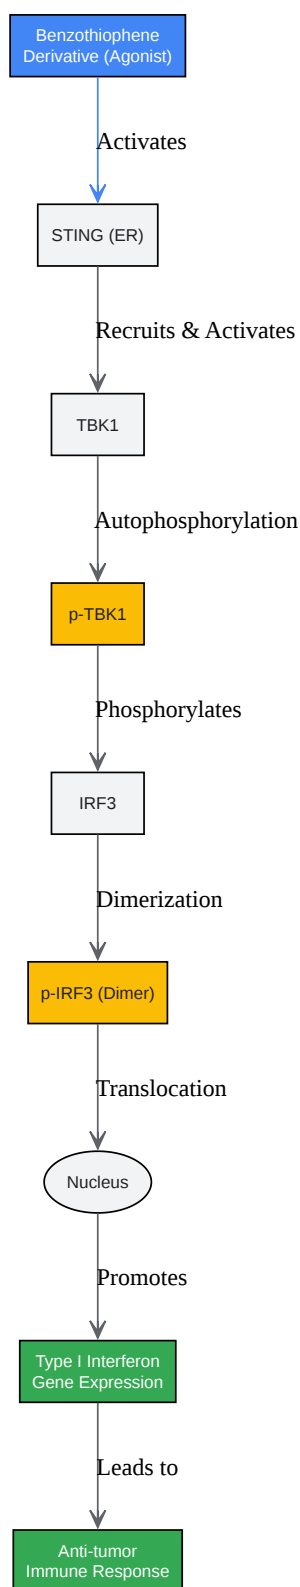 Benzothiophene
Derivative (Agonist)
Activates
STING (ER)
Recruits & Activates
TBK1
Autophosphorylation
p-TBK1
Phosphorylates
IRF3
Dimerization
p-IRF3 (Dimer)
Translocation
Nucleus
Promotes
Type I Interferon
Gene Expression
Leads to
Anti-tumor
Immune Response